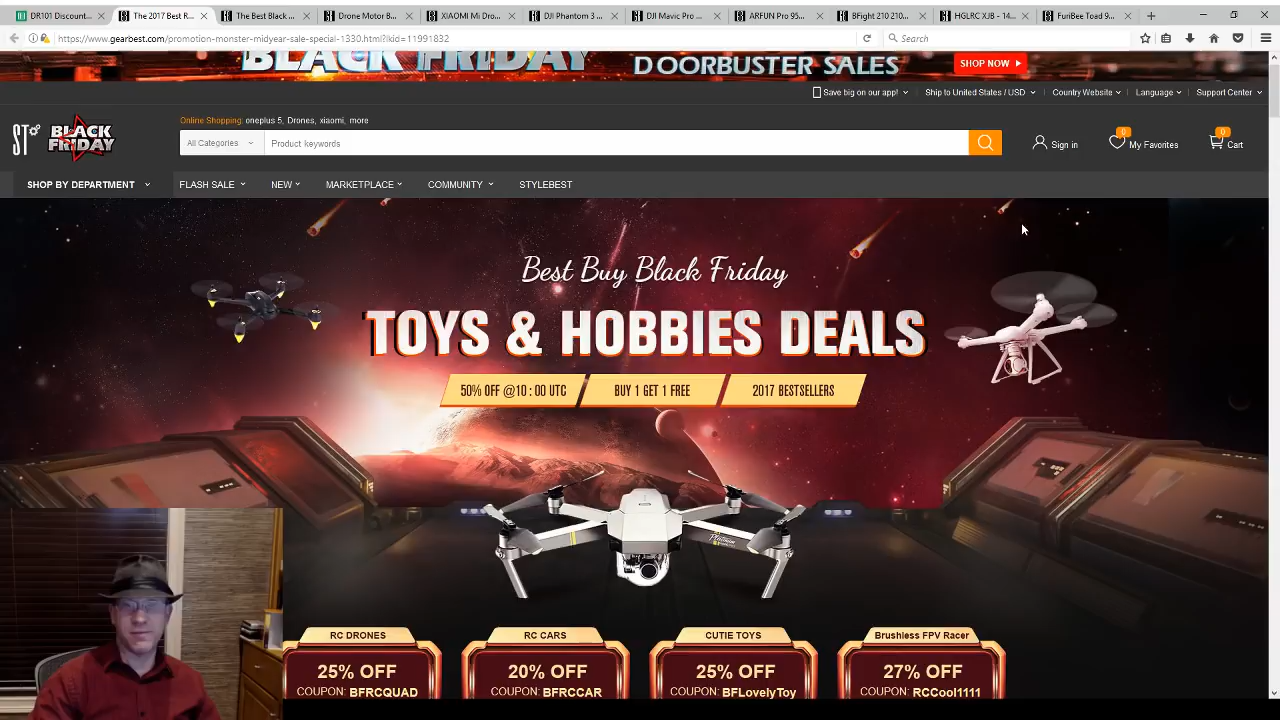 DR101 Discount...
The 2017 Best R...
The Best Black ...
Drone Motor B...
XIAOMI Mi Dro...
DJI Phantom 3 ...
DJI Mavic Pro ...
ARFUN Pro 95...
BFight 210 210...
HGLRC XJB - 14...
FuriBee Toad 9...
https://www.gearbest.com/promotion-monster-midyear-sale-special-1330.html?lkid=11991832
Search
BLACK FRIDAY DOORBUSTER SALES SHOP NOW
Save big on our app! Ship to United States / USD Country Website Language Support Center
Online Shopping: oneplus 5, Drones, xiaomi, more
BLACK FRIDAY
All Categories Product keywords
Sign in 0 My Favorites 0 Cart
SHOP BY DEPARTMENT FLASH SALE NEW MARKETPLACE COMMUNITY STYLEBEST
Best Buy Black Friday
TOYS & HOBBIES DEALS
50% OFF @10 : 00 UTC BUY 1 GET 1 FREE 2017 BESTSELLERS
Platinum
RC DRONES
25% OFF
COUPON: BFRCQUAD
RC CARS
20% OFF
COUPON: BFRCCAR
CUTIE TOYS
25% OFF
COUPON: BFLovelyToy
Brushless FPV Racer
27% OFF
COUPON: RCCool1111